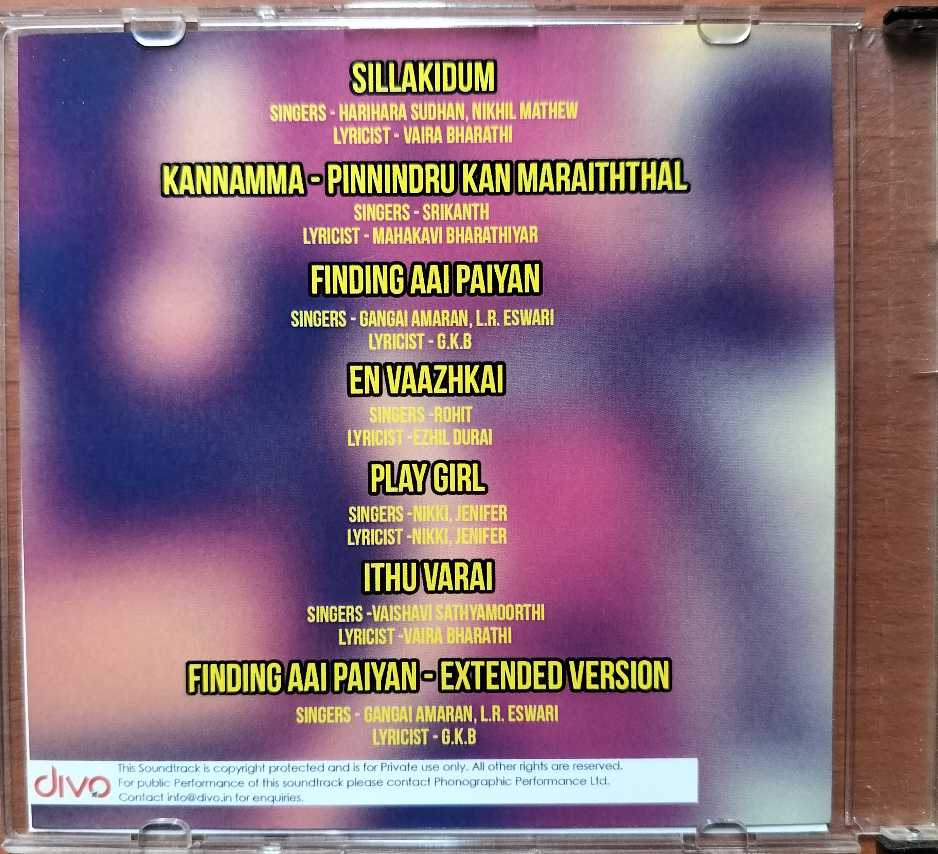 SILLAKIDUM
SINGERS - HARIHARA SUDHAN, NIKHIL MATHEW
LYRICIST - VAIRA BHARATHI
KANNAMMA - PINNINDRU KAN MARAITHTHAL
SINGERS - SRIKANTH
LYRICIST - MAHAKAVI BHARATHIYAR
FINDING AAI PAIYAN
SINGERS - GANGAI AMARAN, L.R. ESWARI
LYRICIST - G.K.B
EN VAAZHKAI
SINGERS -ROHIT
LYRICIST -EZHIL DURAI
PLAY GIRL
SINGERS -NIKKI, JENIFER
LYRICIST -NIKKI, JENIFER
ITHU VARAI
SINGERS -VAISHAVI SATHYAMOORTHI
LYRICIST -VAIRA BHARATHI
FINDING AAI PAIYAN - EXTENDED VERSION
SINGERS - GANGAI AMARAN, L.R. ESWARI
LYRICIST - G.K.B
divo
This Soundtrack is copyright protected and is for Private use only. All other rights are reserved.
For public Performance of this soundtrack please contact Phonographic Performance Ltd.
Contact info@divo.in for enquiries.